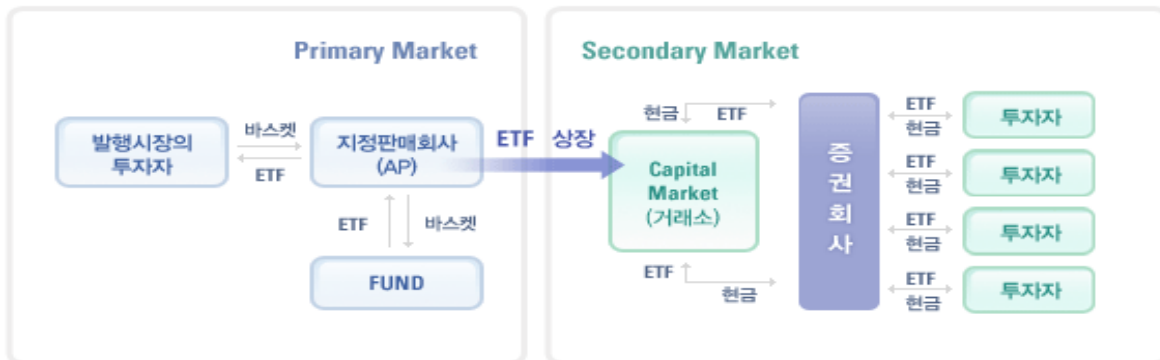 Primary Market
발행시장의
투자자
바스켓
ETF
지정판매회사
(AP)
ETF
바스켓
FUND
ETF 상장
Secondary Market
현금
ETF
Capital
Market
(거래소)
ETF
현금
증
권
회
사
ETF
현금
투자자
ETF
현금
투자자
ETF
현금
투자자
ETF
현금
투자자